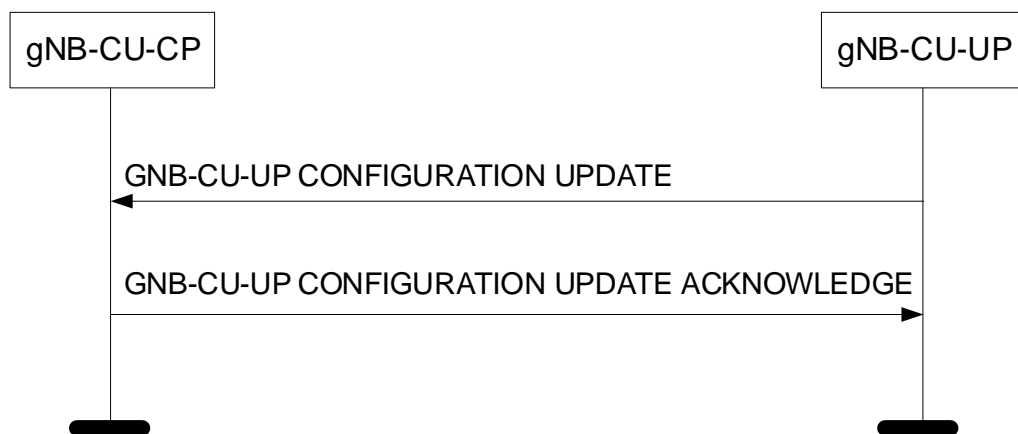 gNB-CU-CP
gNB-CU-UP
GNB-CU-UP CONFIGURATION UPDATE
GNB-CU-UP CONFIGURATION UPDATE ACKNOWLEDGE